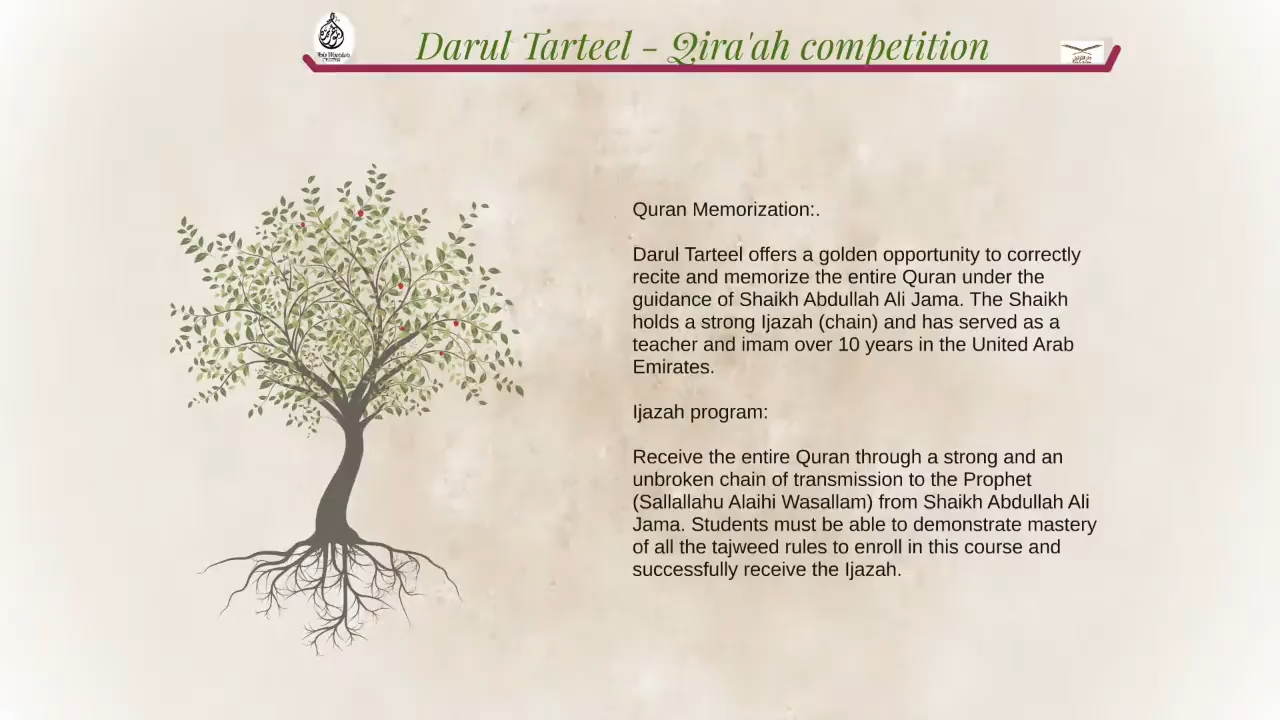 Darul Tarteel - Qira'ah competition
Quran Memorization:.
Darul Tarteel offers a golden opportunity to correctly
recite and memorize the entire Quran under the
guidance of Shaikh Abdullah Ali Jama. The Shaikh
holds a strong Ijazah (chain) and has served as a
teacher and imam over 10 years in the United Arab
Emirates.
Ijazah program:
Receive the entire Quran through a strong and an
unbroken chain of transmission to the Prophet
(Sallallahu Alaihi Wasallam) from Shaikh Abdullah Ali
Jama. Students must be able to demonstrate mastery
of all the tajweed rules to enroll in this course and
successfully receive the Ijazah.